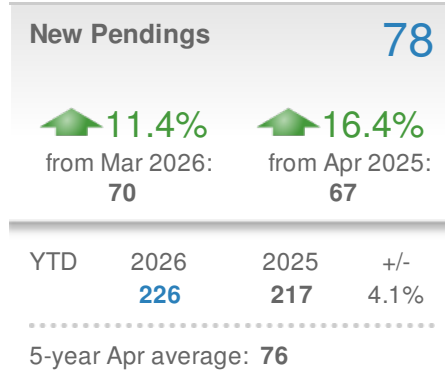 New Pendings 78
11.4% 16.4%
from Mar 2026: from Apr 2025:
70 67
YTD 2026 2025 +/-
226 217 4.1%
5-year Apr average: 76